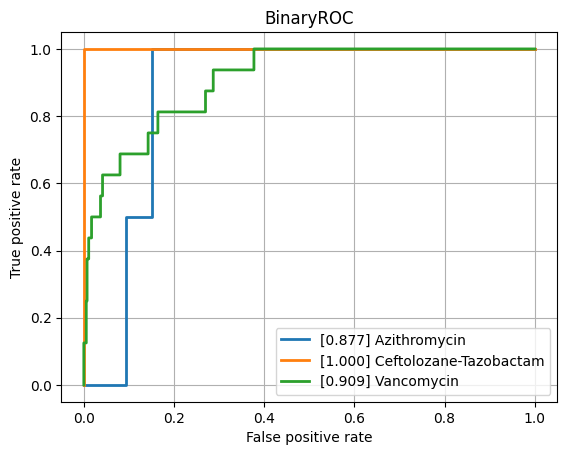 BinaryROC
True positive rate
1.0
0.8
0.6
0.4
0.2
0.0
[0.877] Azithromycin
[1.000] Ceftolozane-Tazobactam
[0.909] Vancomycin
0.0 0.2 0.4 0.6 0.8 1.0
False positive rate